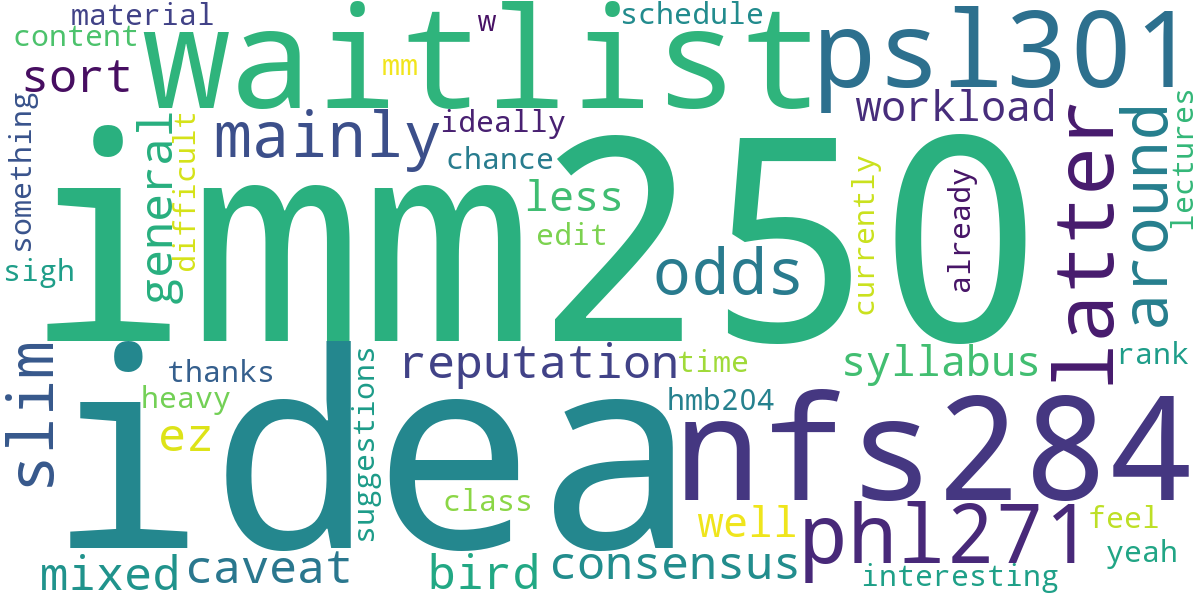 material
content
sort
waitlist
w
schedule
psl301
mm
workload
mainly
ideally
chance
general
difficult
something
sigh
imm250
less
edit
odds
currently
already
latter
around
lectures
slim
thanks
heavy
ez
idea
suggestions
reputation
time
hmb204
syllabus
rank
nfs284
class
well
phl271
feel
yeah
mixed
caveat
bird
consensus
interesting